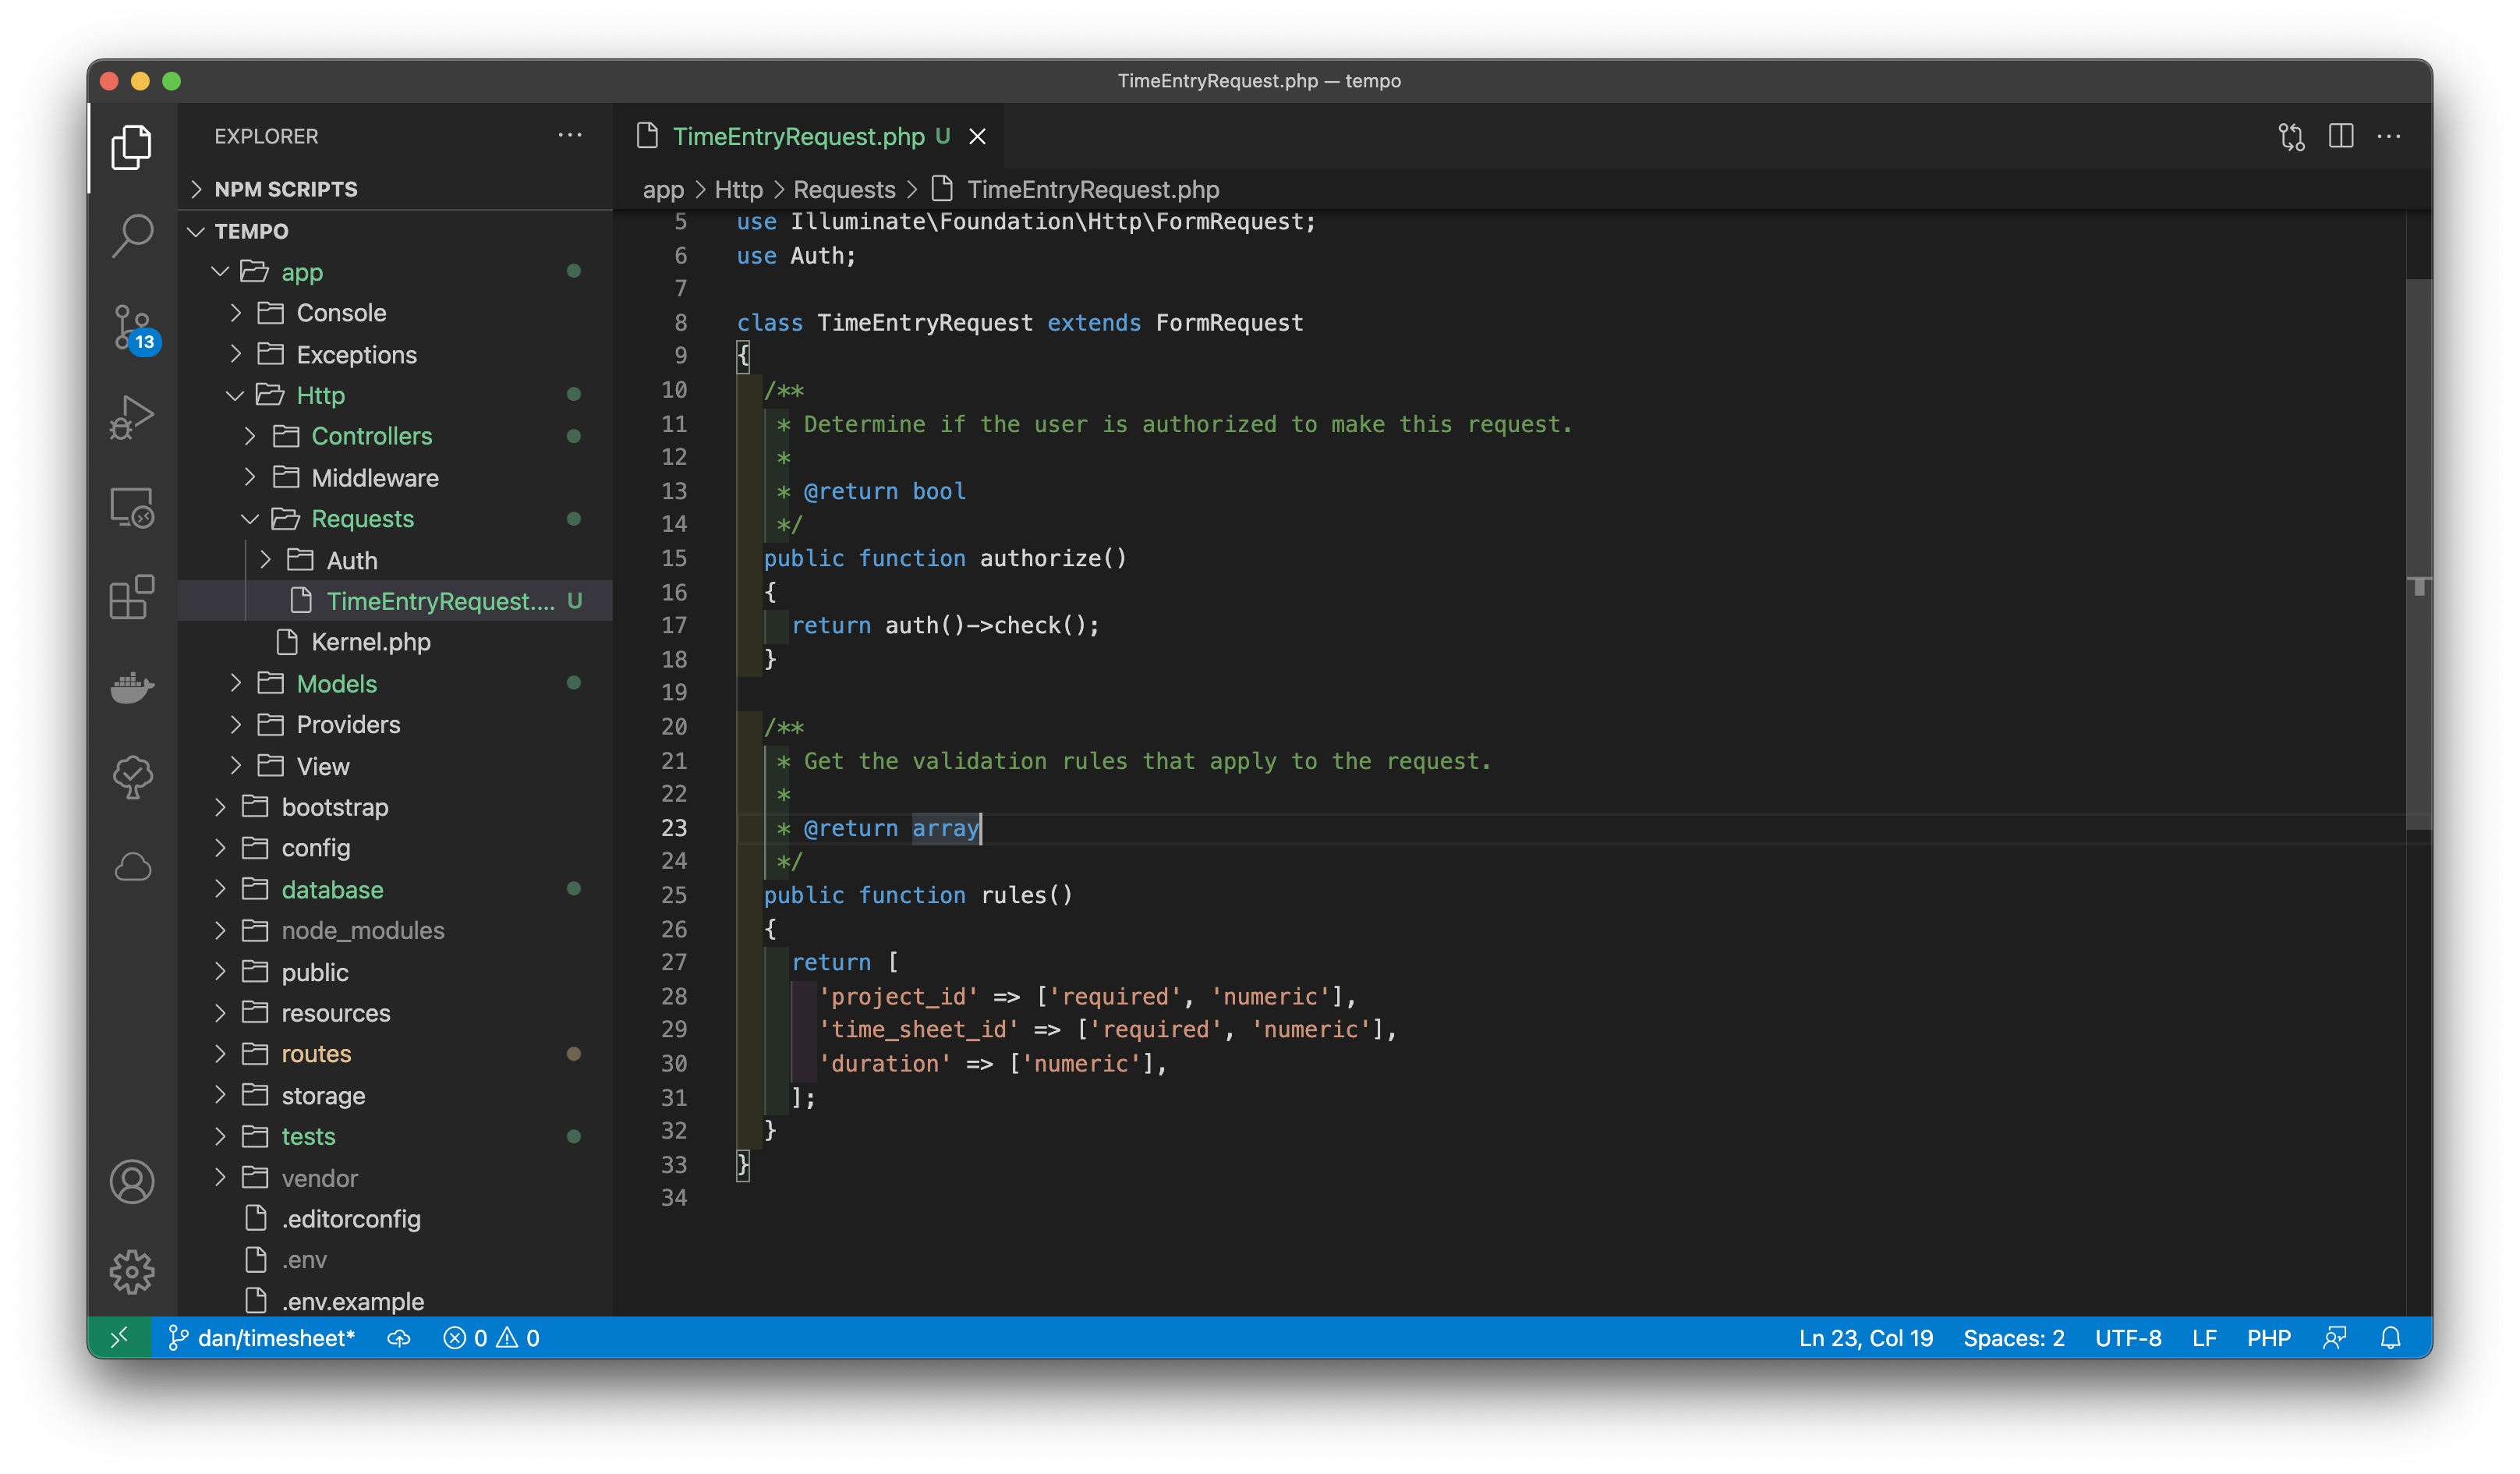 TimeEntryRequest.php — tempo
EXPLORER
NPM SCRIPTS
TEMPO
app
Console
Exceptions
Http
Controllers
Middleware
Requests
Auth
TimeEntryRequest.... U
Kernel.php
Models
Providers
View
bootstrap
config
database
node_modules
public
resources
routes
storage
tests
vendor
.editorconfig
.env
.env.example
13
TimeEntryRequest.php U
app > Http > Requests > TimeEntryRequest.php
5 use Illuminate\Foundation\Http\FormRequest;
6 use Auth;
7
8 class TimeEntryRequest extends FormRequest
9 {
10   /**
11    * Determine if the user is authorized to make this request.
12    *
13    * @return bool
14    */
15   public function authorize()
16   {
17     return auth()->check();
18   }
19
20   /**
21    * Get the validation rules that apply to the request.
22    *
23    * @return array
24    */
25   public function rules()
26   {
27     return [
28       'project_id' => ['required', 'numeric'],
29       'time_sheet_id' => ['required', 'numeric'],
30       'duration' => ['numeric'],
31     ];
32   }
33 }
34
dan/timesheet* 0 0 Ln 23, Col 19 Spaces: 2 UTF-8 LF PHP